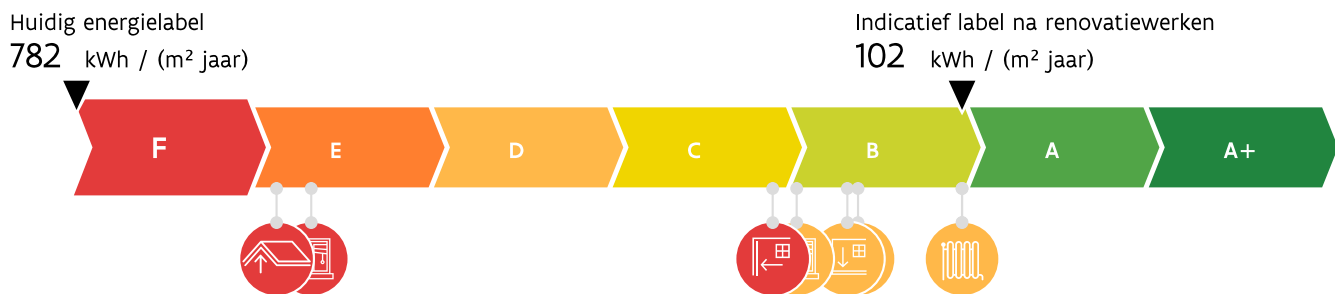 Huidig energielabel
782 kWh / (m² jaar)
Indicatief label na renovatiewerken
102 kWh / (m² jaar)
F E D C B A A+